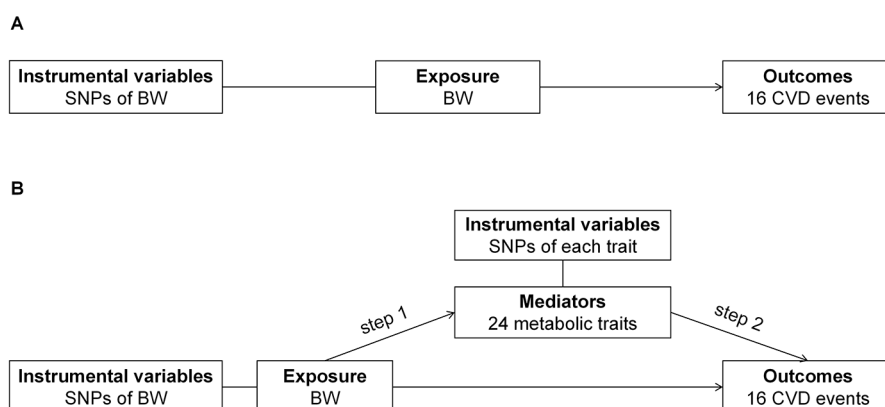 A
Instrumental variables
SNPs of BW
Exposure
BW
Outcomes
16 CVD events
B
Instrumental variables
SNPs of each trait
Mediators
24 metabolic traits
step 1
step 2
Instrumental variables
SNPs of BW
Exposure
BW
Outcomes
16 CVD events